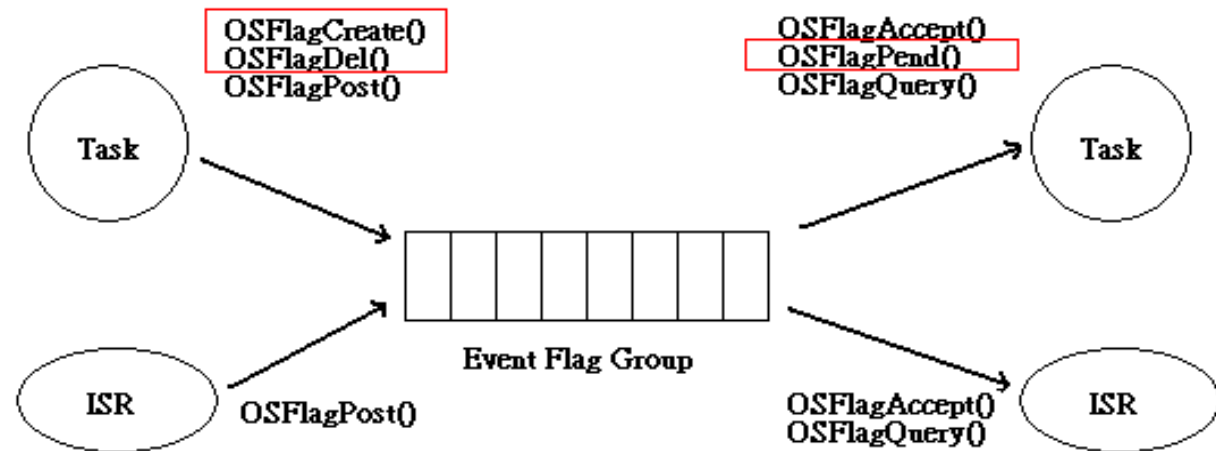 OSFlagCreate()
OSFlagDel()
OSFlagPost()
OSFlagAccept()
OSFlagPend()
OSFlagQuery()
Task
Task
Event Flag Group
ISR
OSFlagPost()
OSFlagAccept()
OSFlagQuery()
ISR